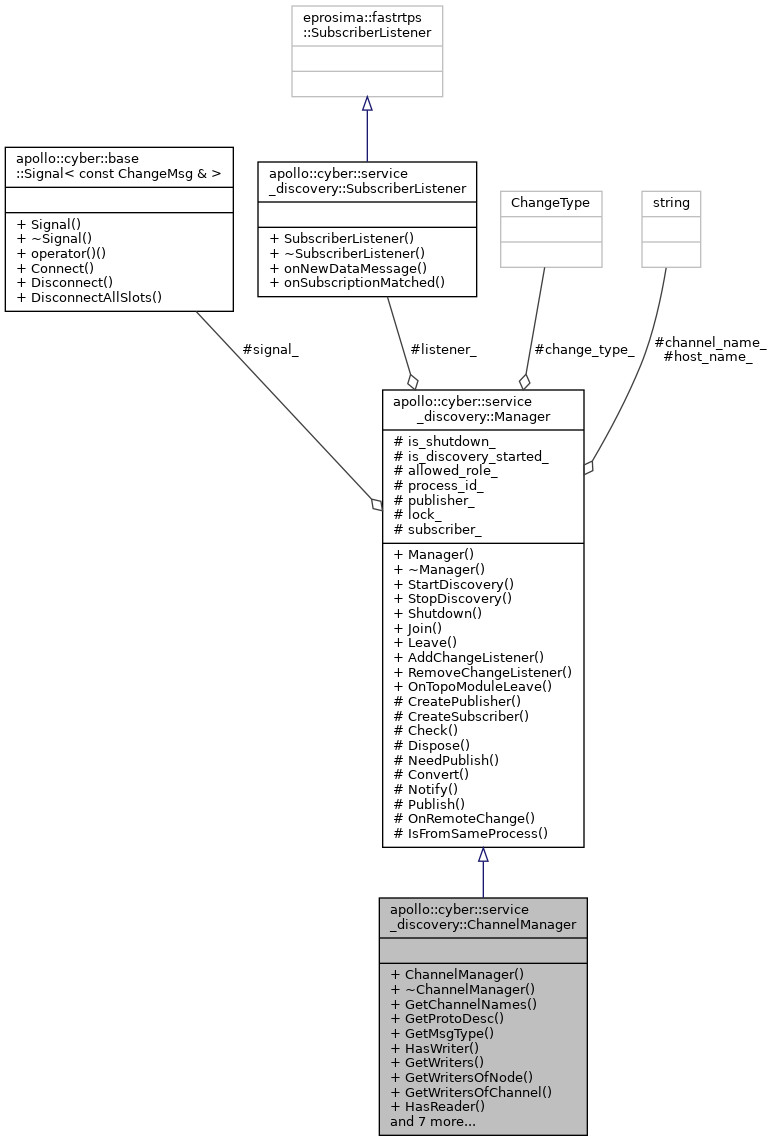 eprosima::fastrtps
::SubscriberListener
apollo::cyber::base
::Signal< const ChangeMsg & >
+ Signal()
+ ~Signal()
+ operator()()
+ Connect()
+ Disconnect()
+ DisconnectAllSlots()
apollo::cyber::service
_discovery::SubscriberListener
+ SubscriberListener()
+ ~SubscriberListener()
+ onNewDataMessage()
+ onSubscriptionMatched()
ChangeType
string
#signal_
#listener_
#change_type_
#channel_name_
#host_name_
apollo::cyber::service
_discovery::Manager
# is_shutdown_
# is_discovery_started_
# allowed_role_
# process_id_
# publisher_
# lock_
# subscriber_
+ Manager()
+ ~Manager()
+ StartDiscovery()
+ StopDiscovery()
+ Shutdown()
+ Join()
+ Leave()
+ AddChangeListener()
+ RemoveChangeListener()
+ OnTopoModuleLeave()
# CreatePublisher()
# CreateSubscriber()
# Check()
# Dispose()
# NeedPublish()
# Convert()
# Notify()
# Publish()
# OnRemoteChange()
# IsFromSameProcess()
apollo::cyber::service
_discovery::ChannelManager
+ ChannelManager()
+ ~ChannelManager()
+ GetChannelNames()
+ GetProtoDesc()
+ GetMsgType()
+ HasWriter()
+ GetWriters()
+ GetWritersOfNode()
+ GetWritersOfChannel()
+ HasReader()
and 7 more...